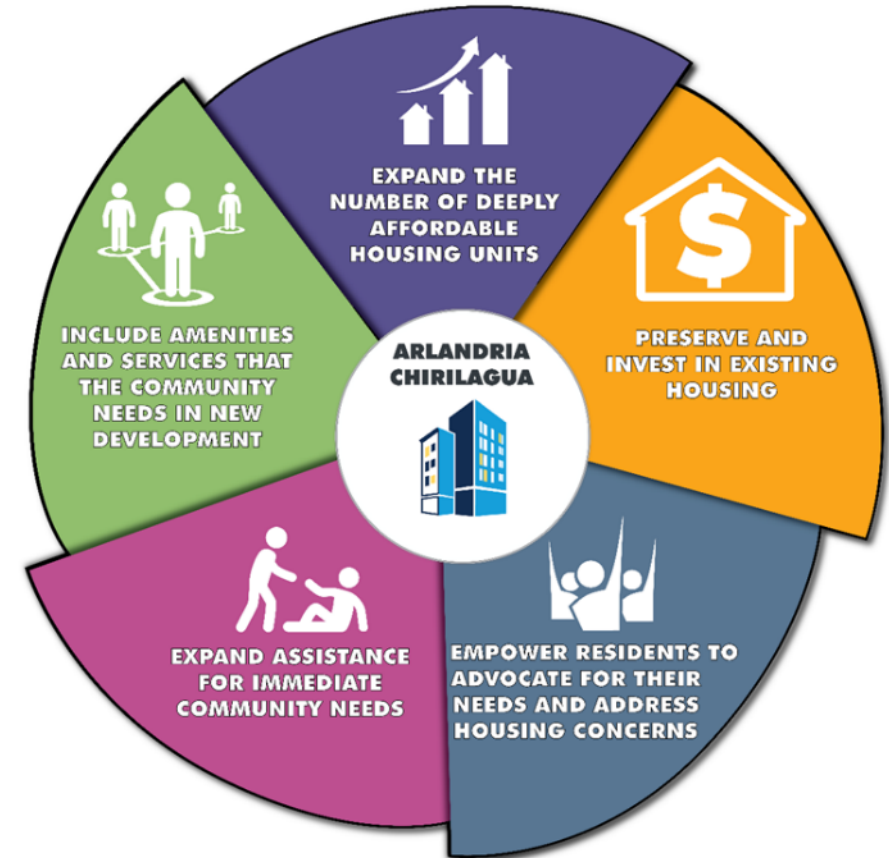 EXPAND THE
NUMBER OF DEEPLY
AFFORDABLE
HOUSING UNITS
$
PRESERVE AND
INVEST IN EXISTING
HOUSING
EMPOWER RESIDENTS TO
ADVOCATE FOR THEIR
NEEDS AND ADDRESS
HOUSING CONCERNS
EXPAND ASSISTANCE
FOR IMMEDIATE
COMMUNITY NEEDS
INCLUDE AMENITIES
AND SERVICES THAT
THE COMMUNITY
NEEDS IN NEW
DEVELOPMENT
ARLANDRIA
CHIRILAGUA